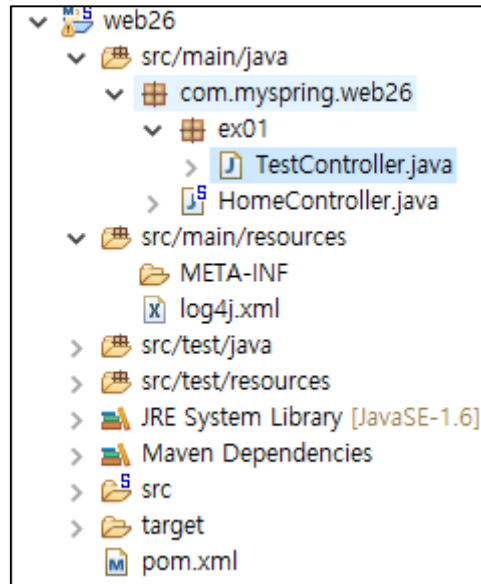 web26
src/main/java
com.myspring.web26
ex01
TestController.java
HomeController.java
src/main/resources
META-INF
log4j.xml
src/test/java
src/test/resources
JRE System Library [JavaSE-1.6]
Maven Dependencies
src
target
pom.xml